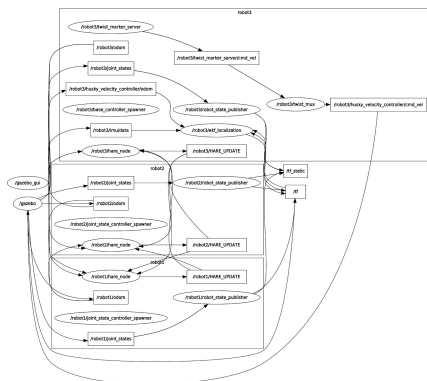 robot3
/robot3/twist_marker_server
/robot3/odom
/robot3/twist_marker_server/cmd_vel
/robot3/joint_states
/robot3/husky_velocity_controller/odom
/robot3/twist_mux
/robot3/husky_velocity_controller/cmd_vel
/robot3/base_controller_spawner
/robot3/robot_state_publisher
/robot3/imu/data
/robot3/ekf_localization
/robot3/hare_node
/robot3/HARE_UPDATE
robot2
/tf_static
/gazebo_gui
/robot2/joint_states
/robot2/robot_state_publisher
/tf
/gazebo
/robot2/odom
/robot2/joint_state_controller_spawner
/robot2/hare_node
/robot2/HARE_UPDATE
/robot1/hare_node
/robot1/HARE_UPDATE
/robot1/odom
/robot1/robot_state_publisher
/robot1/joint_state_controller_spawner
/robot1/joint_states